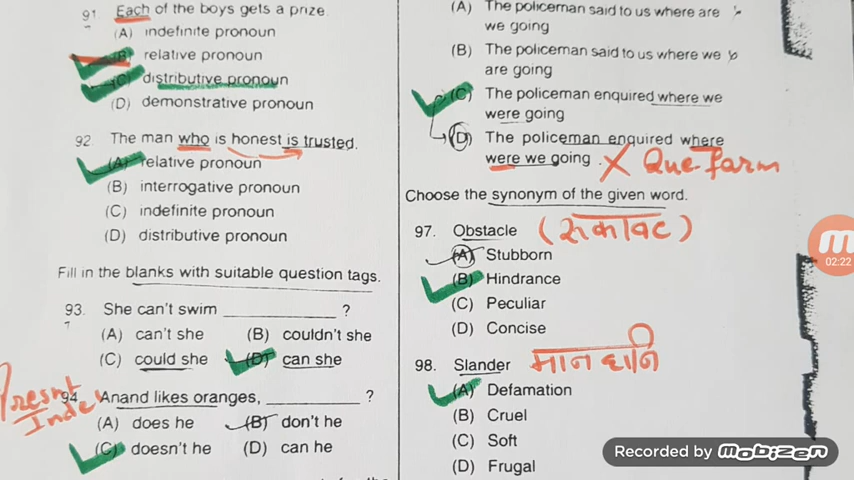 91 Each of the boys gets a prize.
(A) indefinite pronoun
(B) relative pronoun
(C) distributive pronoun
(D) demonstrative pronoun
92. The man who is honest is trusted.
(A) relative pronoun
(B) interrogative pronoun
(C) indefinite pronoun
(D) distributive pronoun
Fill in the blanks with suitable question tags.
93. She can't swim ____________ ?
(A) can't she (B) couldn't she
(C) could she (D) can she
Present
Inde
94 Anand likes oranges, ____________ ?
(A) does he (B) don't he
(C) doesn't he (D) can he
(A) The policeman said to us where are
we going
(B) The policeman said to us where we
are going
(C) The policeman enquired where we
were going
(D) The policeman enquired where
were we going X Que form
Choose the synonym of the given word.
97. Obstacle (रूकावट)
(A) Stubborn
(B) Hindrance
(C) Peculiar
(D) Concise
98. Slander मानहानि
(A) Defamation
(B) Cruel
(C) Soft
(D) Frugal
02:22
Recorded by mobizen